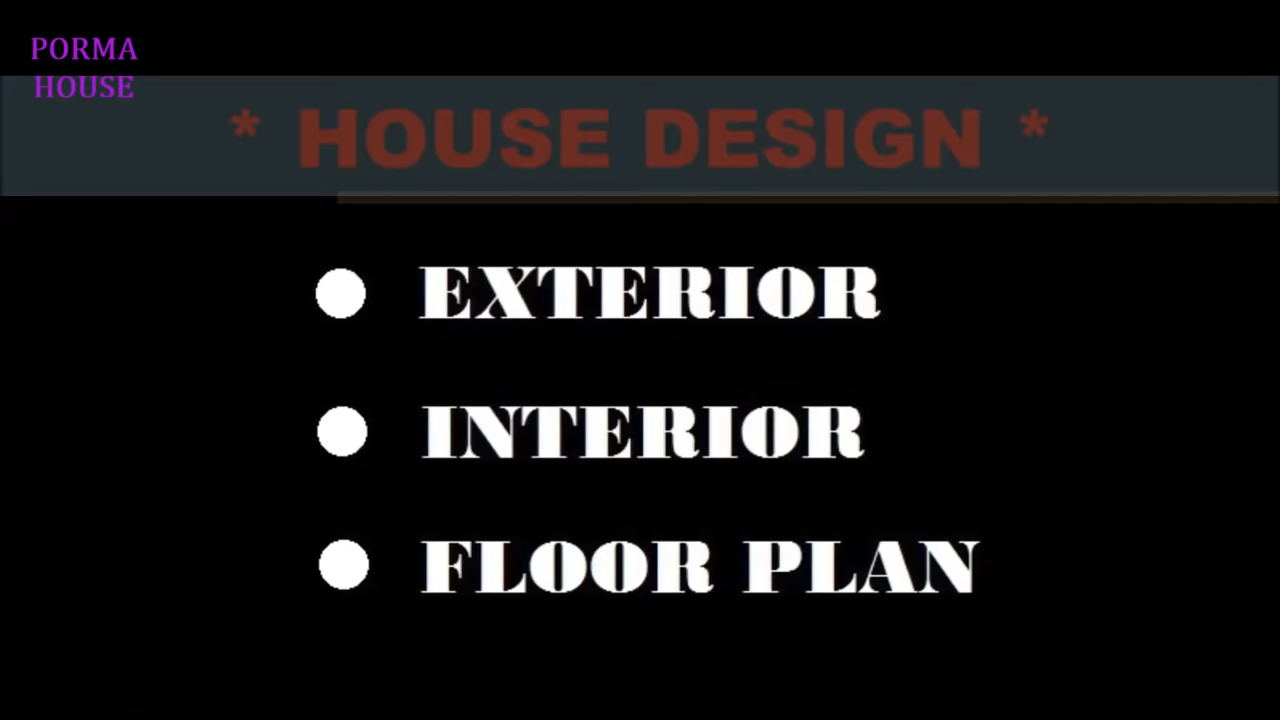 PORMA
HOUSE
* HOUSE DESIGN *
● EXTERIOR
● INTERIOR
● FLOOR PLAN